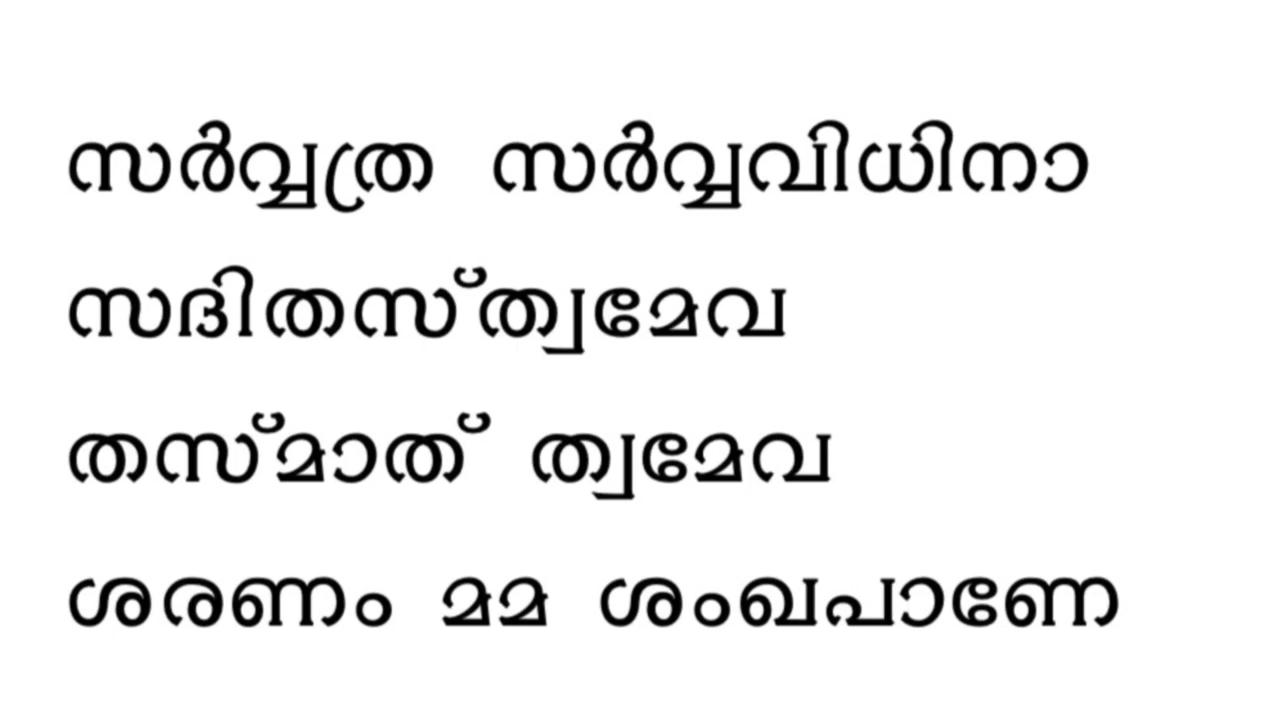 സർവ്വത്ര സർവ്വവിധിനാ
സദിതസ്ത്വമേവ
തസ്മാത് ത്വമേവ
ശരണം മമ ശംഖപാണേ